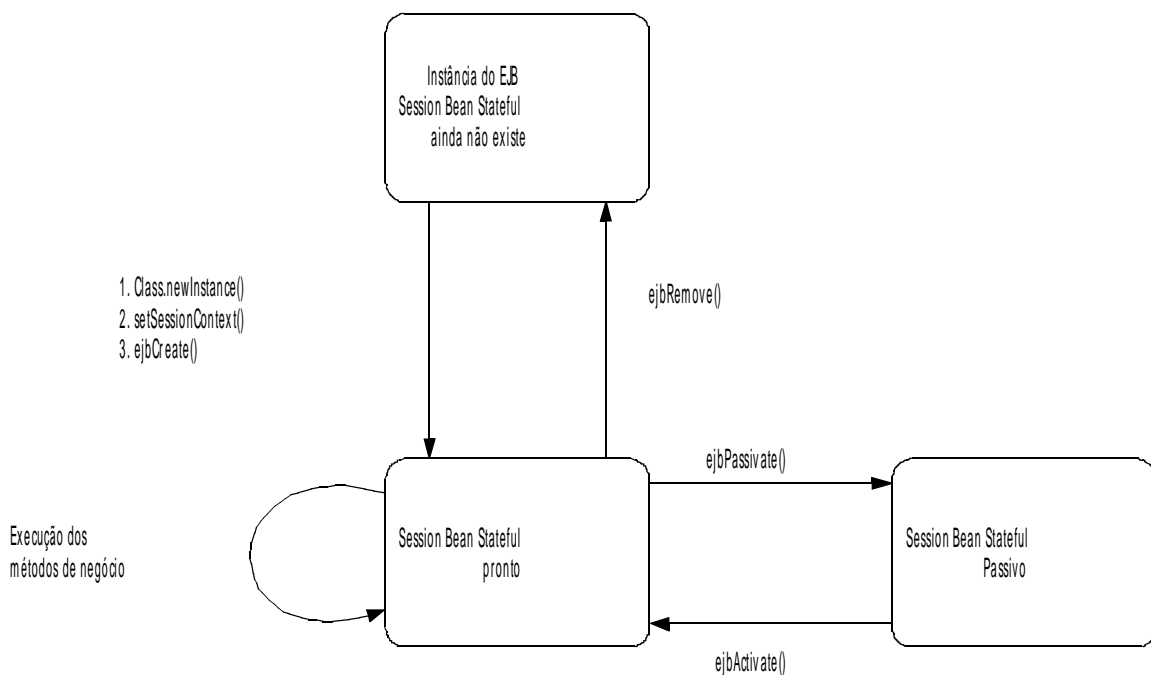 Instância do EJB
Session Bean Stateful
ainda não existe
1. Class.newInstance()
2. setSessionContext()
3. ejbCreate()
ejbRemove()
ejbPassivate()
Execução dos
métodos de negócio
Session Bean Stateful
pronto
Session Bean Stateful
Passivo
ejbActivate()